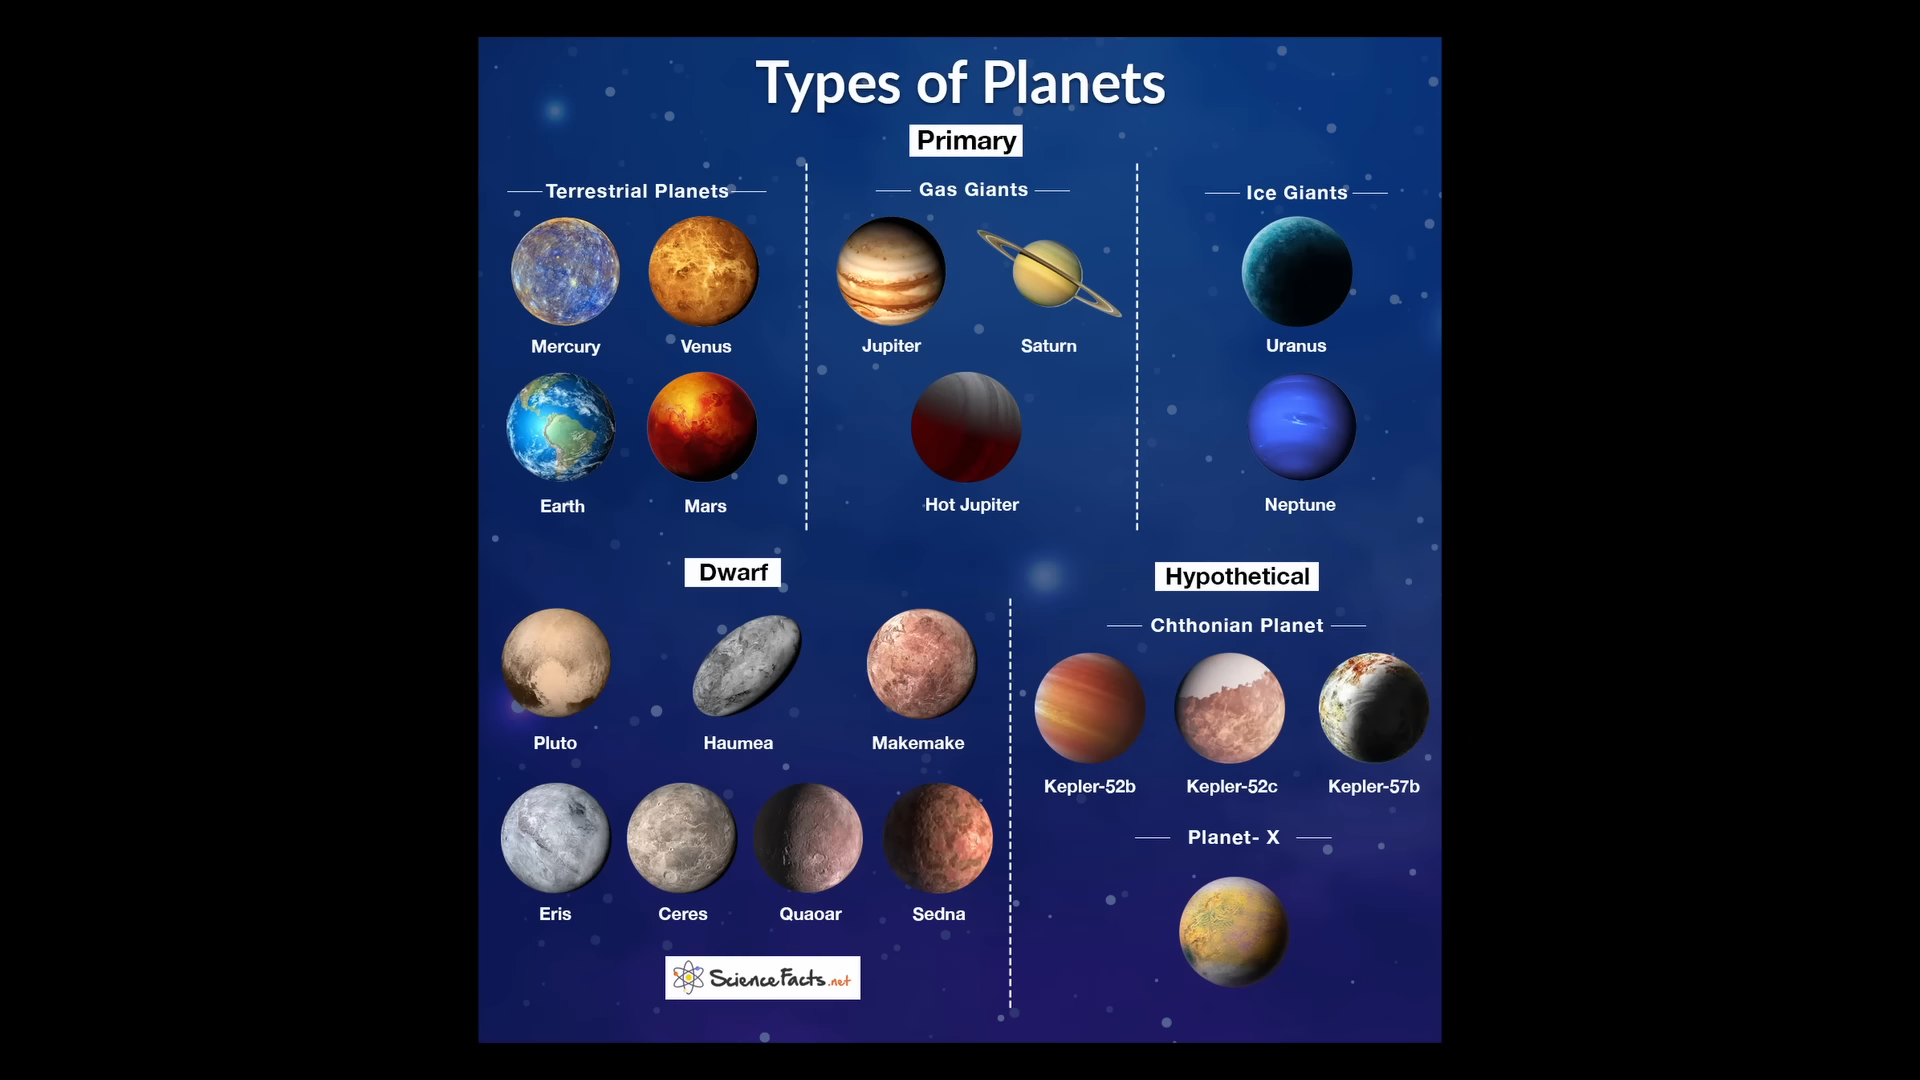 Types of Planets
Primary
Terrestrial Planets
Gas Giants
Ice Giants
Mercury
Venus
Jupiter
Saturn
Uranus
Earth
Mars
Hot Jupiter
Neptune
Dwarf
Pluto
Haumea
Makemake
Eris
Ceres
Quaoar
Sedna
Hypothetical
Chthonian Planet
Kepler-52b
Kepler-52c
Kepler-57b
Planet- X
ScienceFacts.net